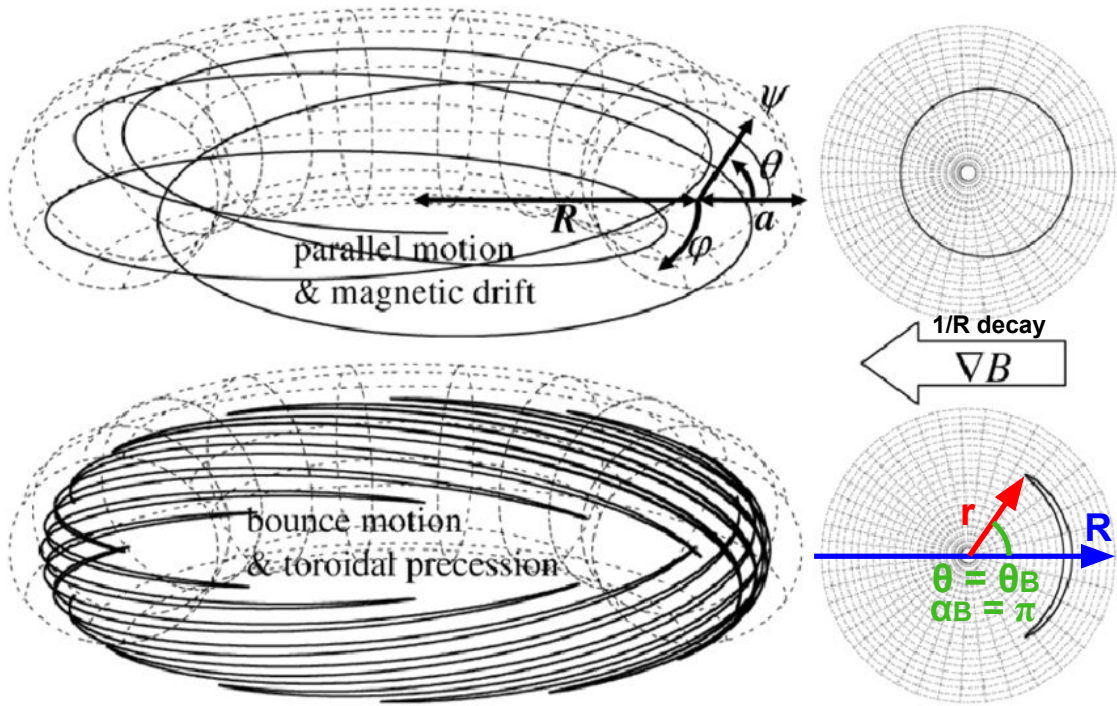 ψ
θ
R
a
φ
parallel motion
& magnetic drift
1/R decay
∇B
bounce motion
& toroidal precession
r
R
θ = θB
αB = π